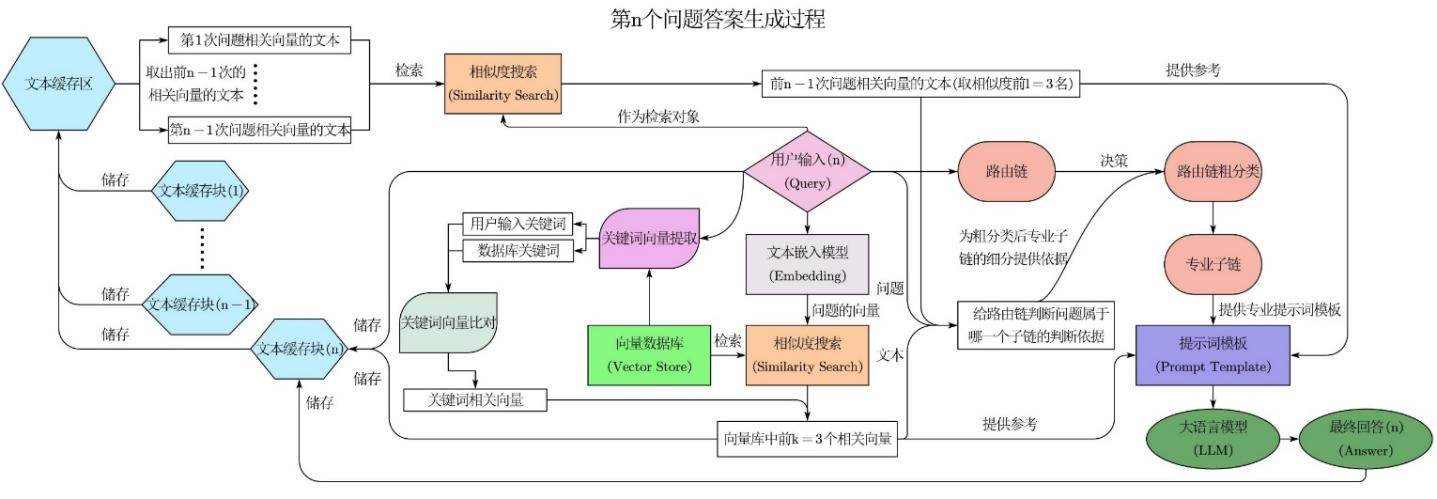 第n个问题答案生成过程
文本缓存区
第1次问题相关向量的文本
取出前n－1次的
相关向量的文本
第n－1次问题相关向量的文本
检索
相似度搜索
(Similarity Search)
前n－1次问题相关向量的文本(取相似度前l＝3名)
提供参考
作为检索对象
用户输入(n)
(Query)
路由链
决策
路由链粗分类
储存
文本缓存块(1)
用户输入关键词
数据库关键词
关键词向量提取
文本嵌入模型
(Embedding)
为粗分类后专业子
链的细分提供依据
专业子链
储存
文本缓存块(n－1)
问题
问题的向量
提供专业提示词模板
储存
文本缓存块(n)
储存
关键词向量比对
向量数据库
(Vector Store)
检索
相似度搜索
(Similarity Search)
给路由链判断问题属于
哪一个子链的判断依据
提示词模板
(Prompt Template)
文本
储存
储存
关键词相关向量
向量库中前k＝3个相关向量
提供参考
大语言模型
(LLM)
最终回答(n)
(Answer)